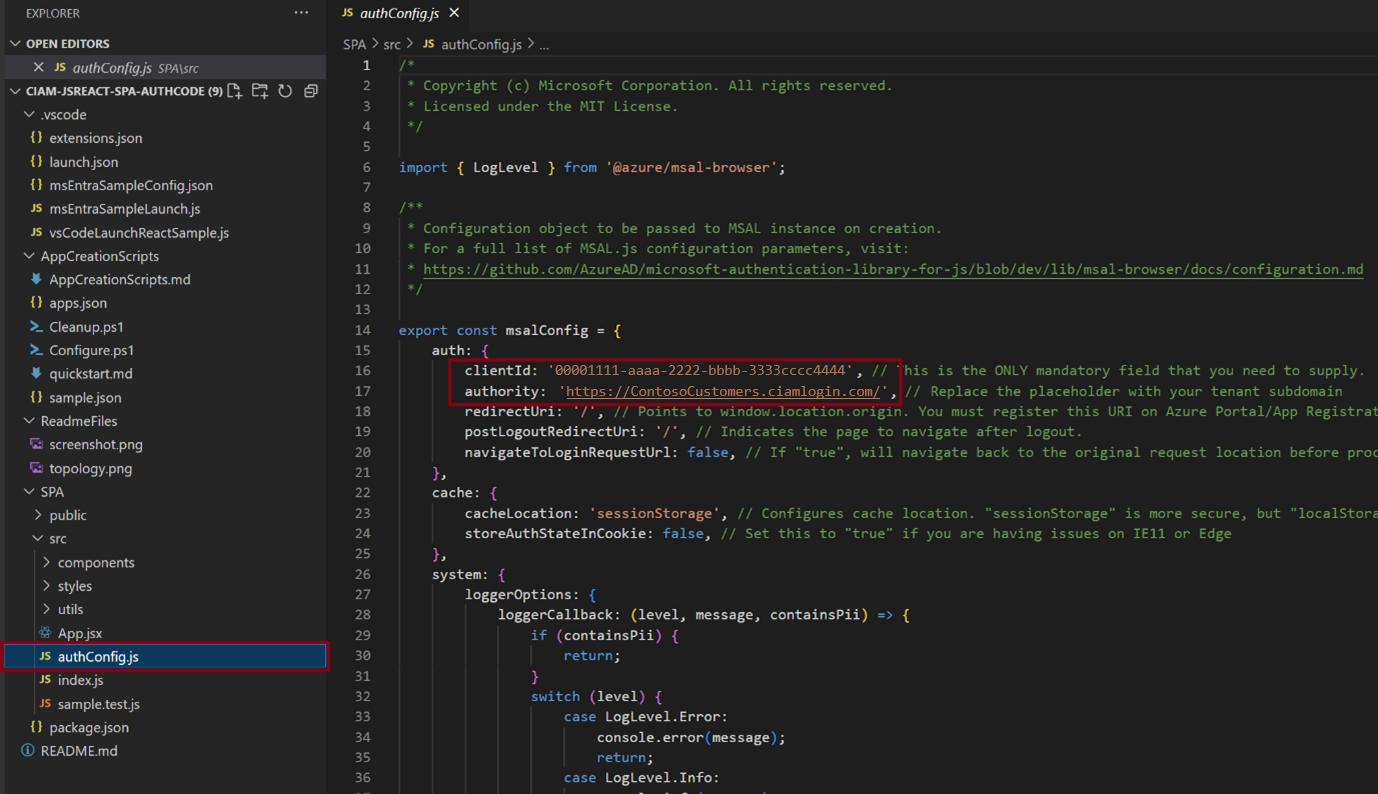 EXPLORER
OPEN EDITORS
JS authConfig.js SPA\src
CIAM-JSREACT-SPA-AUTHCODE (9)
.vscode
{} extensions.json
{} launch.json
{} msEntraSampleConfig.json
JS msEntraSampleLaunch.js
JS vsCodeLaunchReactSample.js
AppCreationScripts
AppCreationScripts.md
{} apps.json
Cleanup.ps1
Configure.ps1
quickstart.md
{} sample.json
ReadmeFiles
screenshot.png
topology.png
SPA
public
src
components
styles
utils
App.jsx
JS authConfig.js
JS index.js
JS sample.test.js
{} package.json
README.md
JS authConfig.js
SPA > src > JS authConfig.js > ...
1 /*
2 * Copyright (c) Microsoft Corporation. All rights reserved.
3 * Licensed under the MIT License.
4 */
5
6 import { LogLevel } from '@azure/msal-browser';
7
8 /**
9 * Configuration object to be passed to MSAL instance on creation.
10 * For a full list of MSAL.js configuration parameters, visit:
11 * https://github.com/AzureAD/microsoft-authentication-library-for-js/blob/dev/lib/msal-browser/docs/configuration.md
12 */
13
14 export const msalConfig = {
15 auth: {
16 clientId: '00001111-aaaa-2222-bbbb-3333cccc4444', // This is the ONLY mandatory field that you need to supply.
17 authority: 'https://ContosoCustomers.ciamlogin.com/', // Replace the placeholder with your tenant subdomain
18 redirectUri: '/', // Points to window.location.origin. You must register this URI on Azure Portal/App Registrat
19 postLogoutRedirectUri: '/', // Indicates the page to navigate after logout.
20 navigateToLoginRequestUrl: false, // If "true", will navigate back to the original request location before proc
21 },
22 cache: {
23 cacheLocation: 'sessionStorage', // Configures cache location. "sessionStorage" is more secure, but "localStora
24 storeAuthStateInCookie: false, // Set this to "true" if you are having issues on IE11 or Edge
25 },
26 system: {
27 loggerOptions: {
28 loggerCallback: (level, message, containsPii) => {
29 if (containsPii) {
30 return;
31 }
32 switch (level) {
33 case LogLevel.Error:
34 console.error(message);
35 return;
36 case LogLevel.Info: